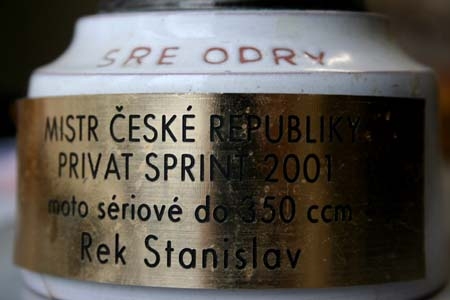 SRE ODRY
MISTR ČESKÉ REPUBLIKY
PRIVAT SPRINT 2001
moto sériové do 350 ccm
Rek Stanislav